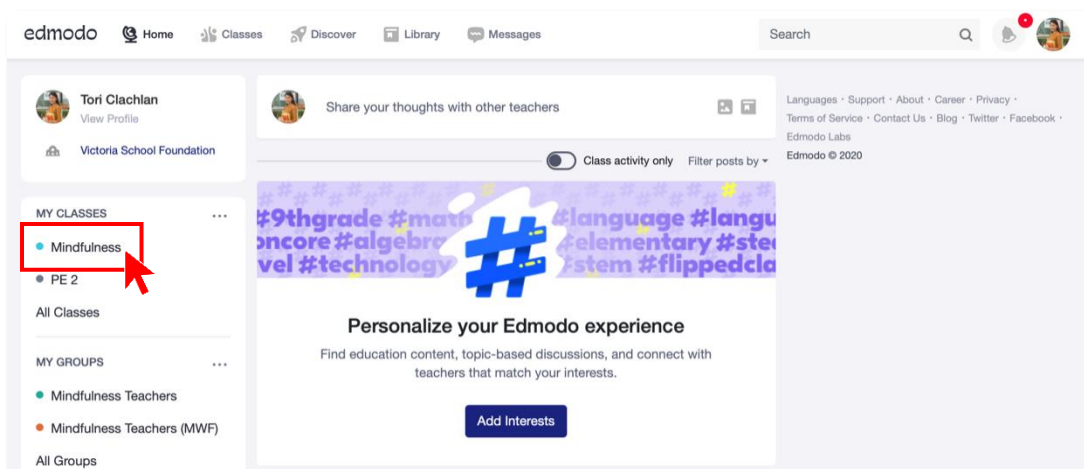 edmodo Home Classes Discover Library Messages Search
Tori Clachlan
View Profile
Victoria School Foundation
MY CLASSES ...
Mindfulness
PE 2
All Classes
MY GROUPS ...
Mindfulness Teachers
Mindfulness Teachers (MWF)
All Groups
Share your thoughts with other teachers
Class activity only Filter posts by
#9thgrade #math #language #langu
oncore #algebra #elementary #ste
vel #technology #stem #flippedcla
Personalize your Edmodo experience
Find education content, topic-based discussions, and connect with
teachers that match your interests.
Add Interests
Languages · Support · About · Career · Privacy ·
Terms of Service · Contact Us · Blog · Twitter · Facebook ·
Edmodo Labs
Edmodo © 2020